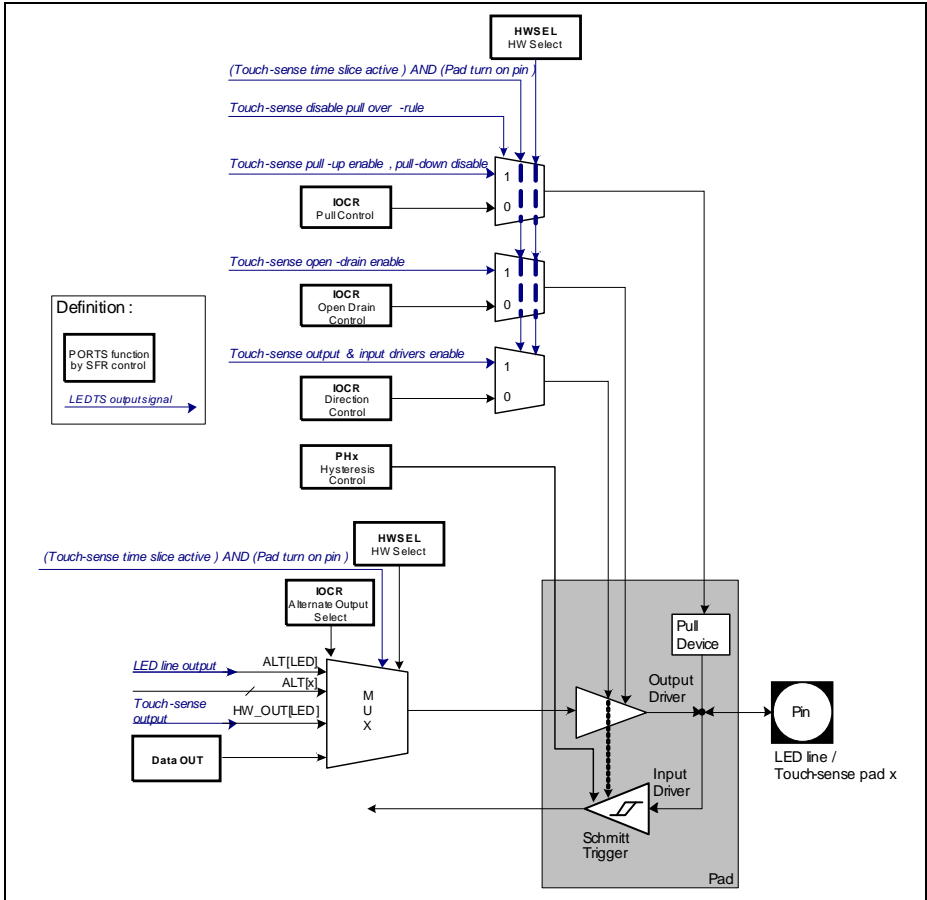 HWSEL
HW Select
(Touch-sense time slice active ) AND (Pad turn on pin )
Touch-sense disable pull over -rule
Touch-sense pull -up enable , pull-down disable
1
0
IOCR
Pull Control
Touch-sense open -drain enable
1
0
IOCR
Open Drain
Control
Definition :
PORTS function
by SFR control
LEDTS output signal
Touch-sense output & input drivers enable
1
0
IOCR
Direction
Control
PHx
Hysteresis
Control
HWSEL
HW Select
(Touch-sense time slice active ) AND (Pad turn on pin )
IOCR
Alternate Output
Select
LED line output
ALT[LED]
ALT[x]
Touch-sense
output
HW_OUT[LED]
Data OUT
M
U
X
Pull
Device
Output
Driver
Pin
LED line /
Touch-sense pad x
Input
Driver
Schmitt
Trigger
Pad